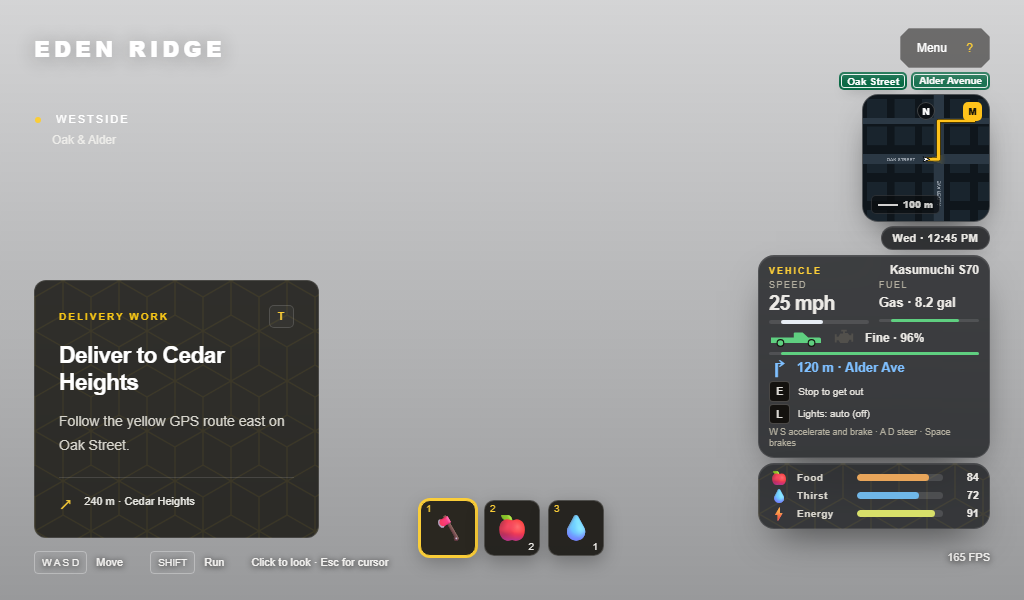 EDEN RIDGE
WESTSIDE
Oak & Alder
Menu ?
Oak Street Alder Avenue
N M
OAK STREET
100 m
Wed · 12:45 PM
VEHICLE Kasumuchi S70
SPEED FUEL
25 mph Gas · 8.2 gal
Fine · 96%
120 m · Alder Ave
E Stop to get out
L Lights: auto (off)
W S accelerate and brake · A D steer · Space
brakes
Food 84
Thirst 72
Energy 91
DELIVERY WORK T
Deliver to Cedar
Heights
Follow the yellow GPS route east on
Oak Street.
240 m · Cedar Heights
1
2 2
3 1
WASD Move SHIFT Run Click to look · Esc for cursor
165 FPS